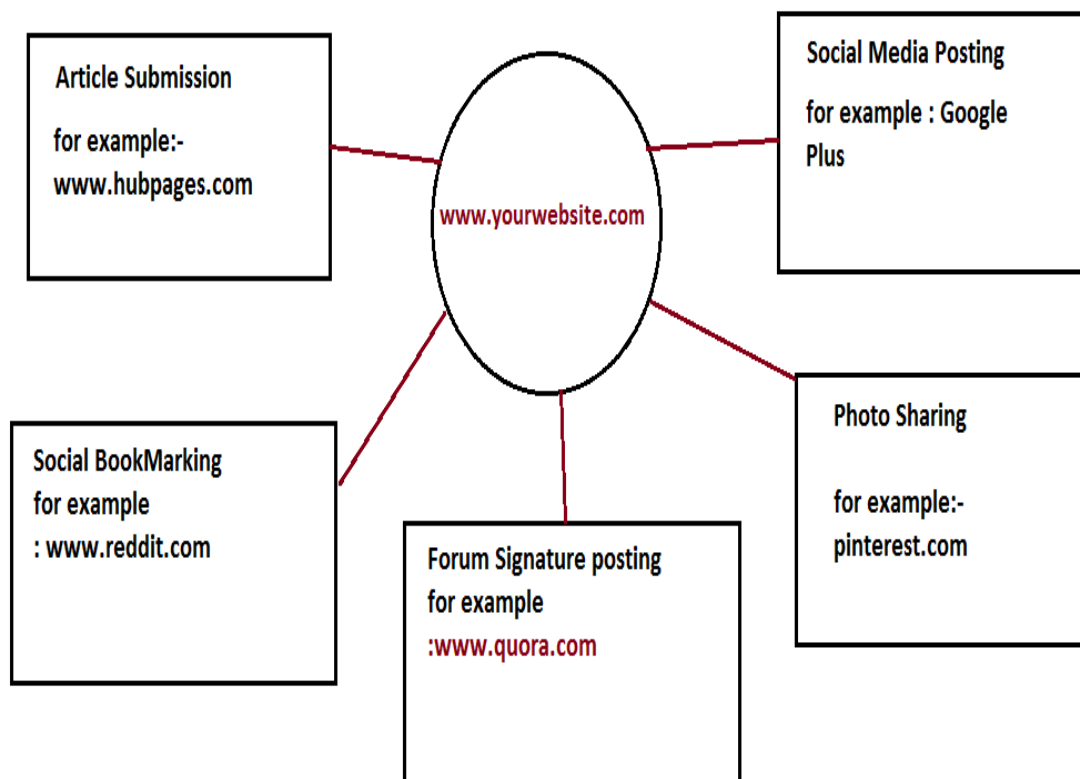 Article Submission
for example:-
www.hubpages.com
www.yourwebsite.com
Social Media Posting
for example : Google
Plus
Social BookMarking
for example
: www.reddit.com
Forum Signature posting
for example
:www.quora.com
Photo Sharing
for example:-
pinterest.com